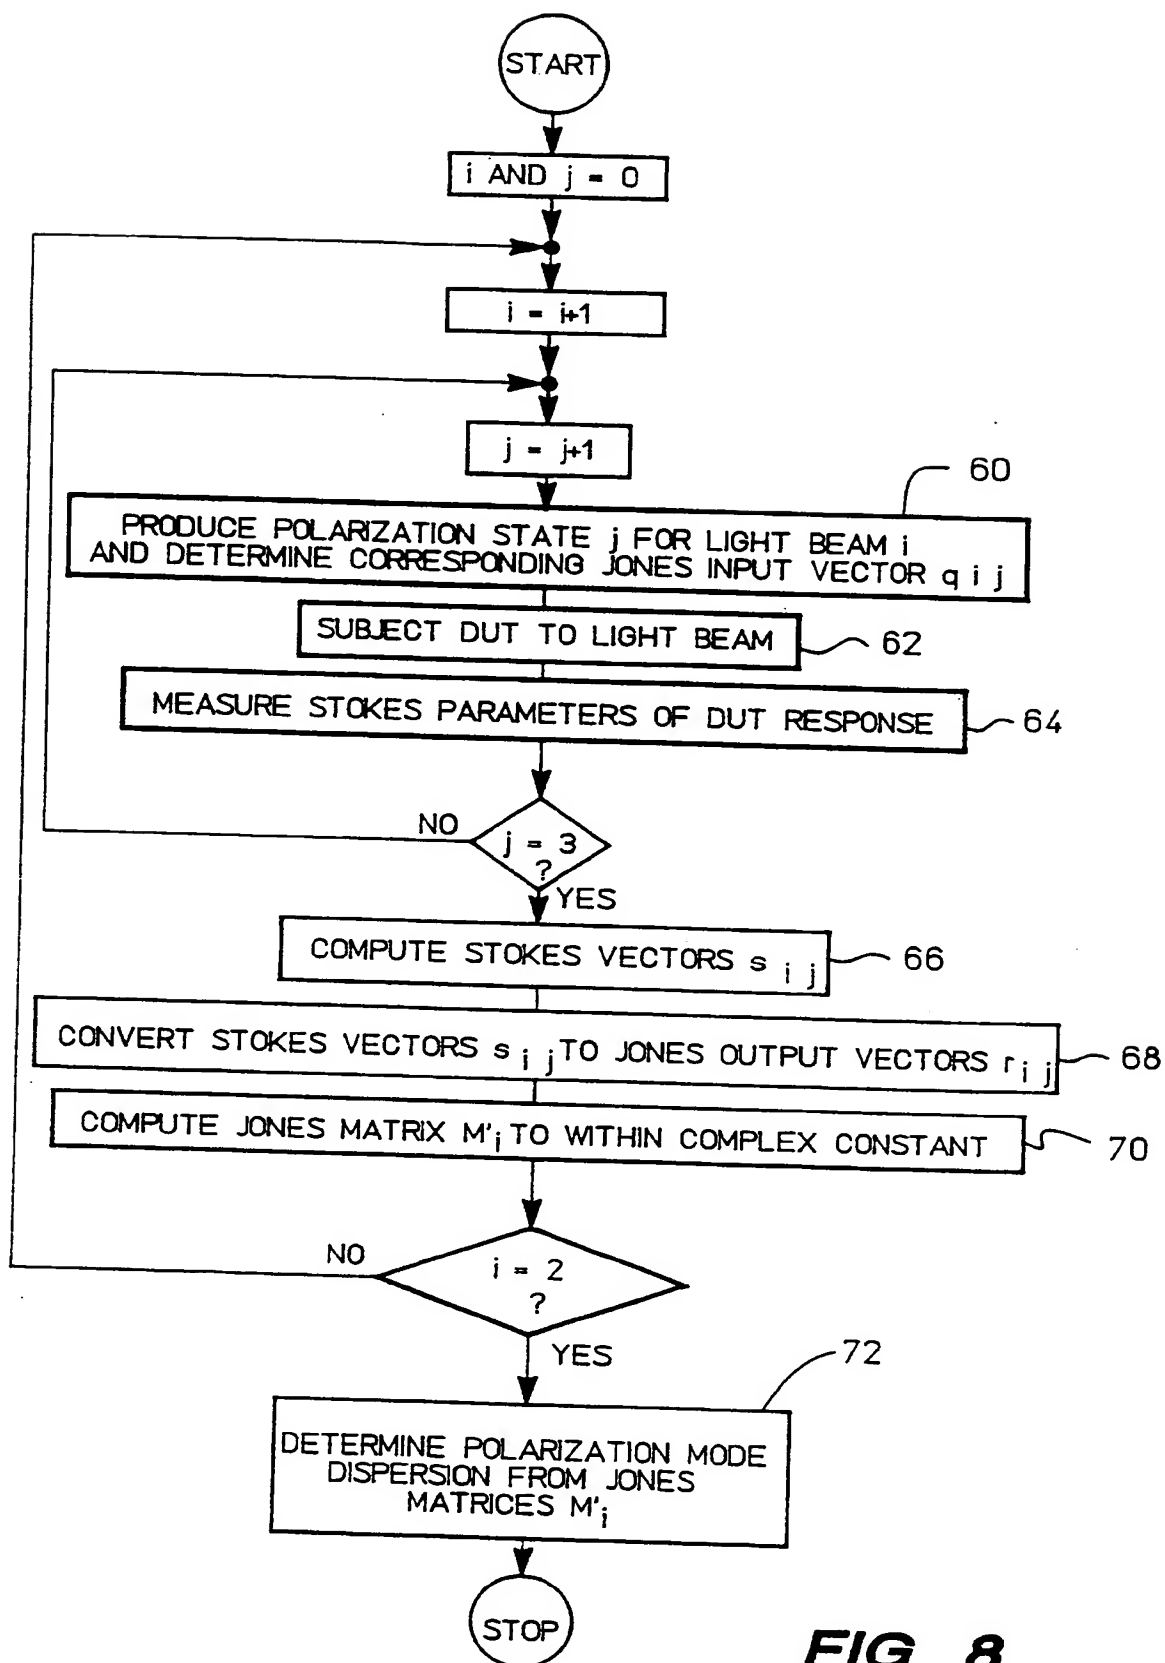 START
i AND j = 0
i = i+1
j = j+1
60
PRODUCE POLARIZATION STATE j FOR LIGHT BEAM i
AND DETERMINE CORRESPONDING JONES INPUT VECTOR q i j
SUBJECT DUT TO LIGHT BEAM
62
MEASURE STOKES PARAMETERS OF DUT RESPONSE
64
NO
j = 3
?
YES
COMPUTE STOKES VECTORS s i j
66
CONVERT STOKES VECTORS s i j TO JONES OUTPUT VECTORS r i j
68
COMPUTE JONES MATRIX M'i TO WITHIN COMPLEX CONSTANT
70
NO
i = 2
?
YES
72
DETERMINE POLARIZATION MODE
DISPERSION FROM JONES
MATRICES M'i
STOP
FIG 8